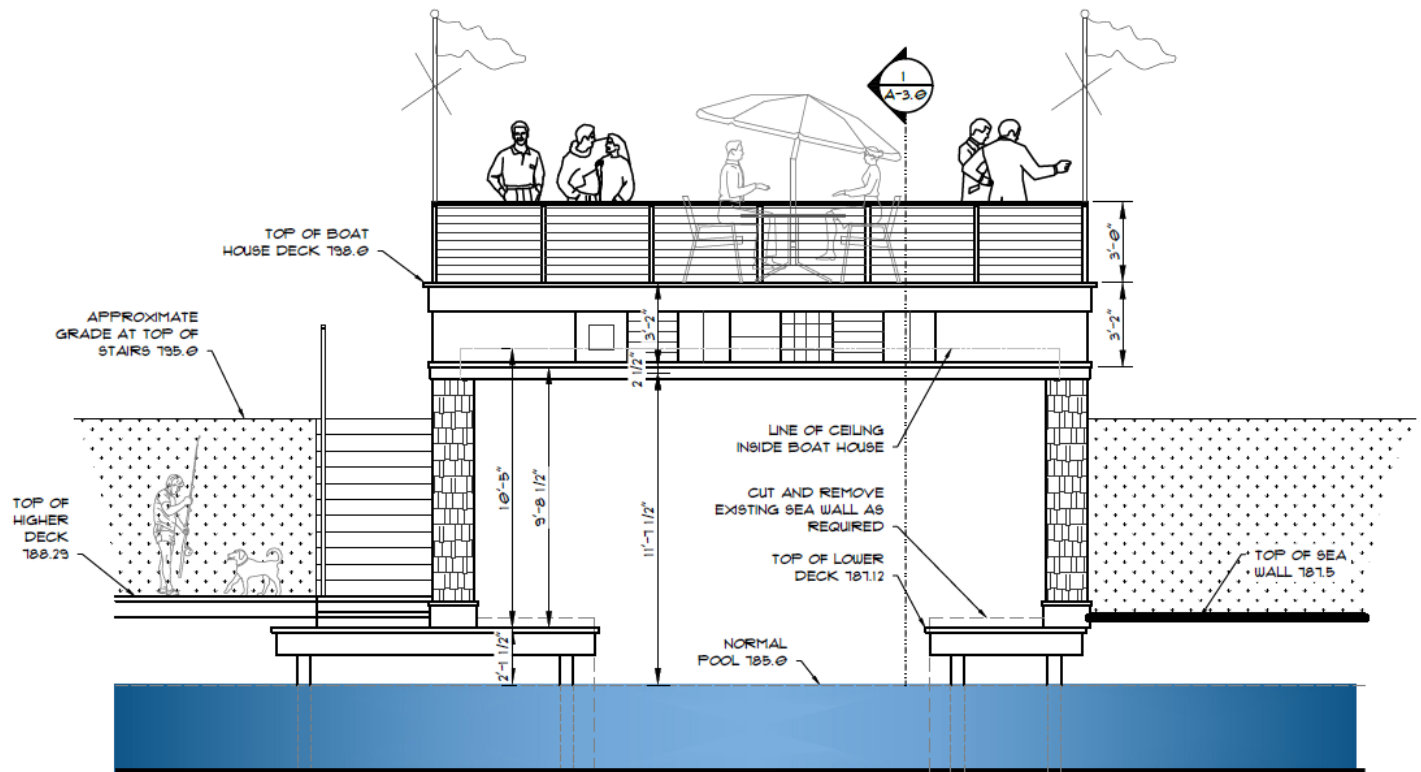 1
A-3.0
TOP OF BOAT
HOUSE DECK 798.0
3'-0"
3'-2"
3'-2"
2 1/2"
APPROXIMATE
GRADE AT TOP OF
STAIRS 795.0
LINE OF CEILING
INSIDE BOAT HOUSE
10'-5"
9'-8 1/2"
11'-7 1/2"
TOP OF
HIGHER
DECK
788.29
CUT AND REMOVE
EXISTING SEA WALL AS
REQUIRED
TOP OF LOWER
DECK 787.12
TOP OF SEA
WALL 787.5
2'-1 1/2"
NORMAL
POOL 785.0